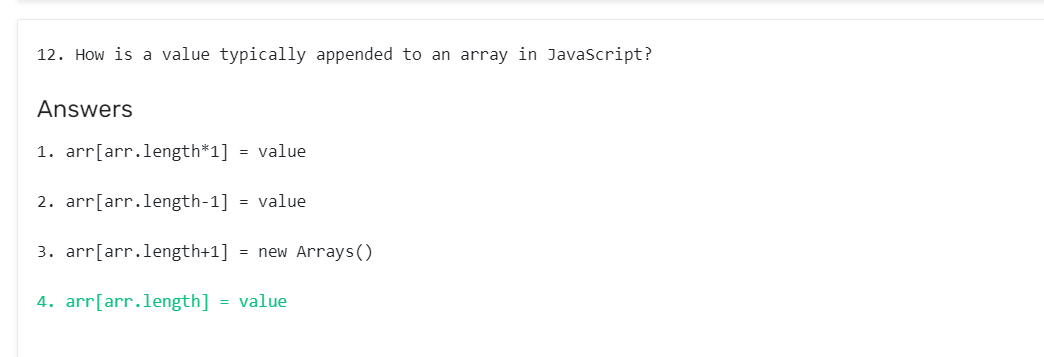 12. How is a value typically appended to an array in JavaScript?
Answers
1. arr[arr.length*1] = value
2. arr[arr.length-1] = value
3. arr[arr.length+1] = new Arrays()
4. arr[arr.length] = value